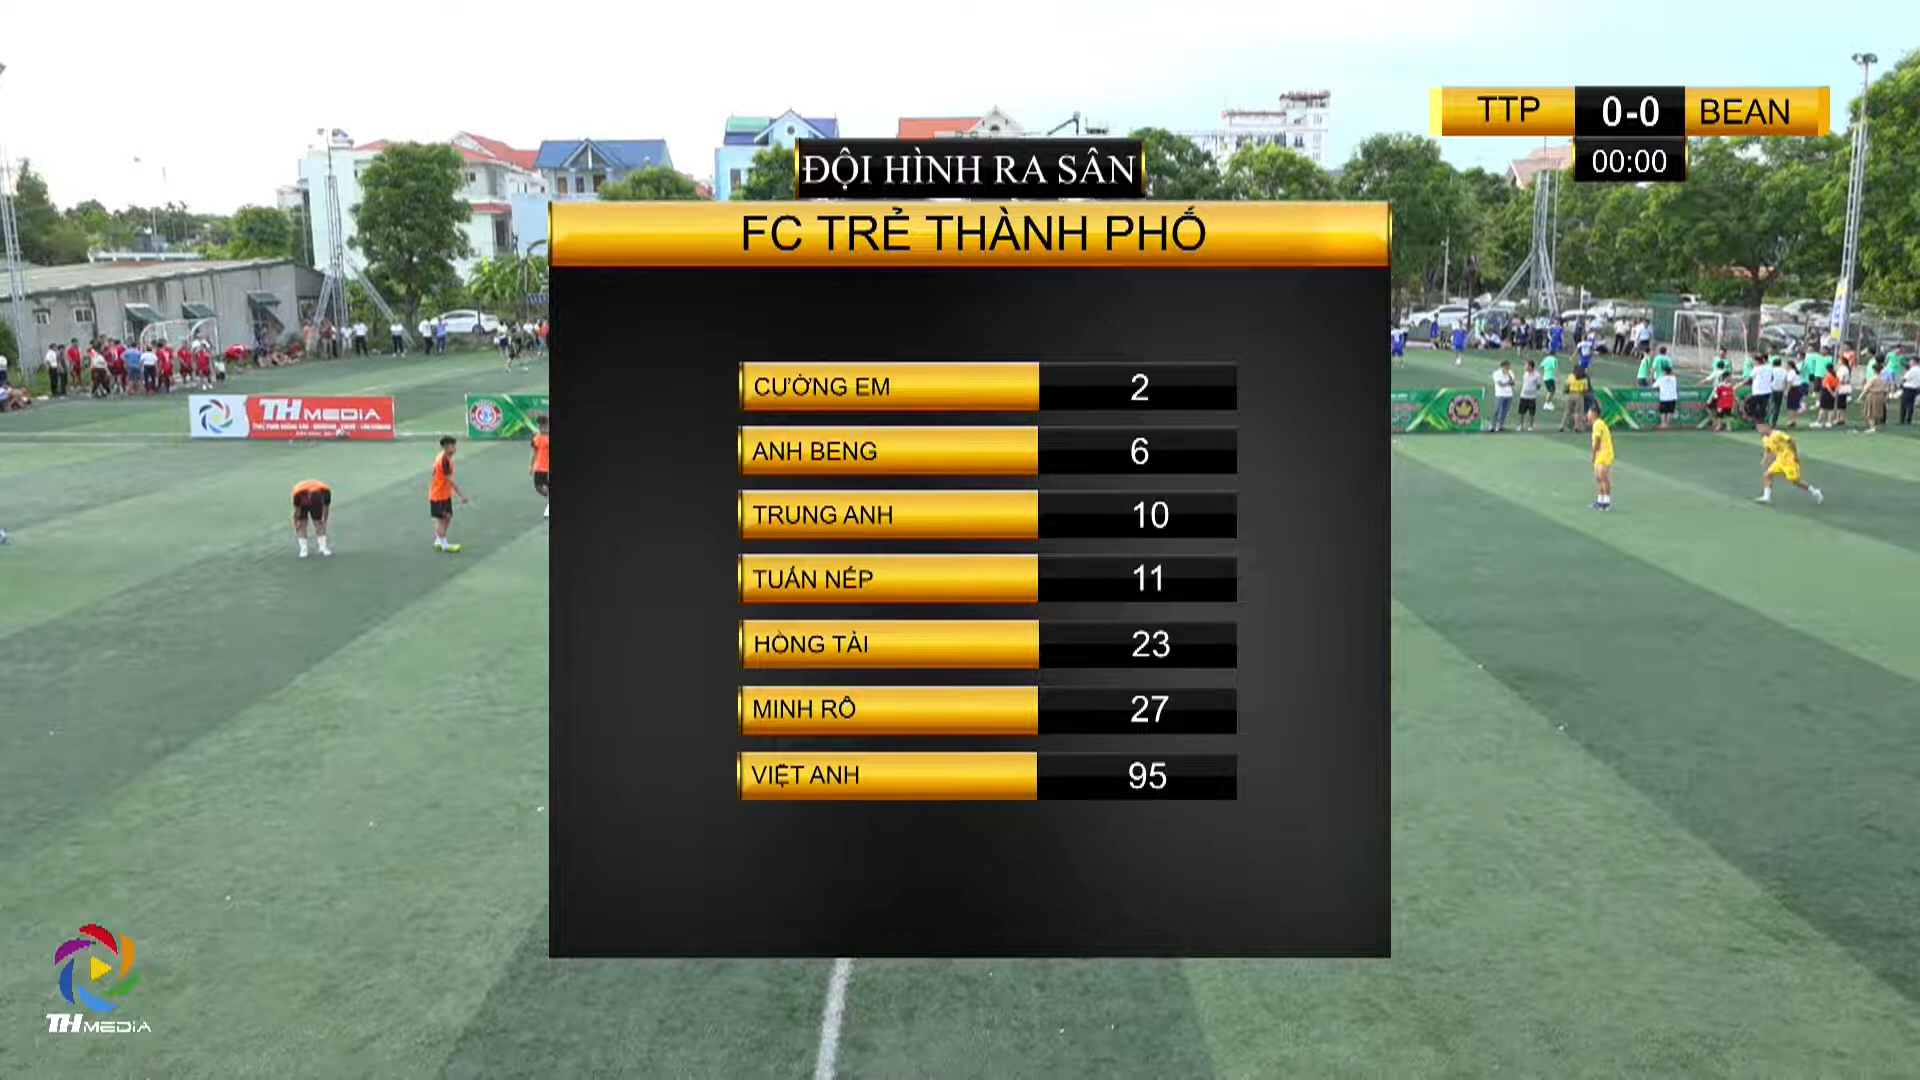 TTP 0-0 BEAN
00:00
ĐỘI HÌNH RA SÂN
FC TRẺ THÀNH PHỐ
CƯỜNG EM 2
ANH BENG 6
TRUNG ANH 10
TUẤN NẾP 11
HỒNG TÀI 23
MINH RÔ 27
VIỆT ANH 95
TH MEDIA
TH MEDIA